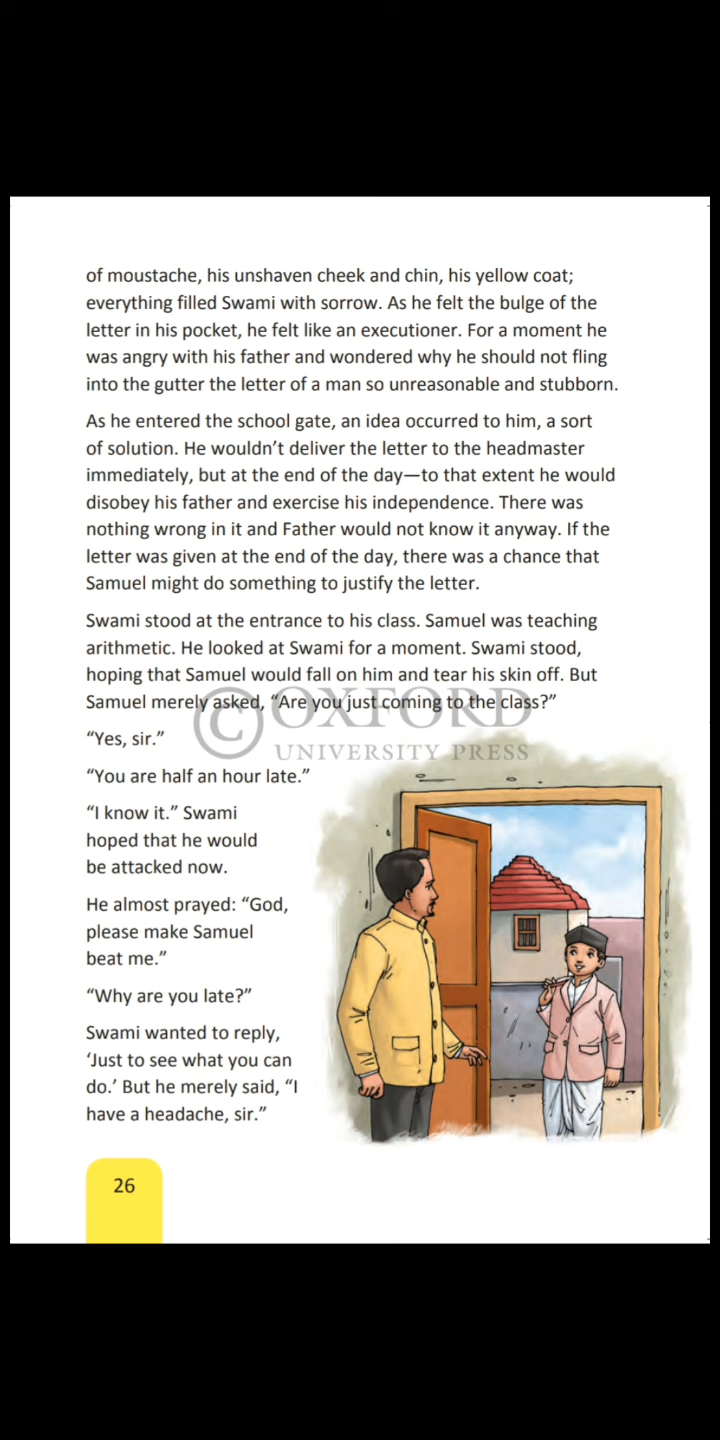 of moustache, his unshaven cheek and chin, his yellow coat;
everything filled Swami with sorrow. As he felt the bulge of the
letter in his pocket, he felt like an executioner. For a moment he
was angry with his father and wondered why he should not fling
into the gutter the letter of a man so unreasonable and stubborn.
As he entered the school gate, an idea occurred to him, a sort
of solution. He wouldn’t deliver the letter to the headmaster
immediately, but at the end of the day—to that extent he would
disobey his father and exercise his independence. There was
nothing wrong in it and Father would not know it anyway. If the
letter was given at the end of the day, there was a chance that
Samuel might do something to justify the letter.
Swami stood at the entrance to his class. Samuel was teaching
arithmetic. He looked at Swami for a moment. Swami stood,
hoping that Samuel would fall on him and tear his skin off. But
Samuel merely asked, “Are you just coming to the class?”
© OXFORD
UNIVERSITY PRESS
“Yes, sir.”
“You are half an hour late.”
“I know it.” Swami
hoped that he would
be attacked now.
He almost prayed: “God,
please make Samuel
beat me.”
“Why are you late?”
Swami wanted to reply,
‘Just to see what you can
do.’ But he merely said, “I
have a headache, sir.”
26